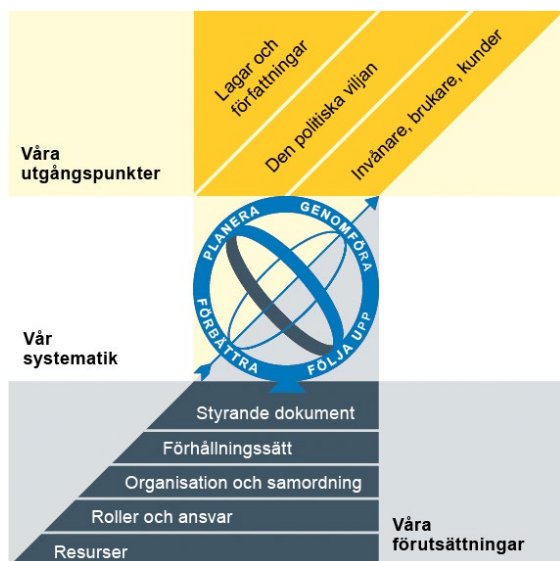 Lagar och
författningar
Den politiska viljan
Invånare, brukare, kunder
Våra
utgångspunkter
PLANERA
GENOMFÖRA
FÖRBÄTTRA
FÖLJA UPP
Vår
systematik
Styrande dokument
Förhållningssätt
Organisation och samordning
Roller och ansvar
Resurser
Våra
förutsättningar